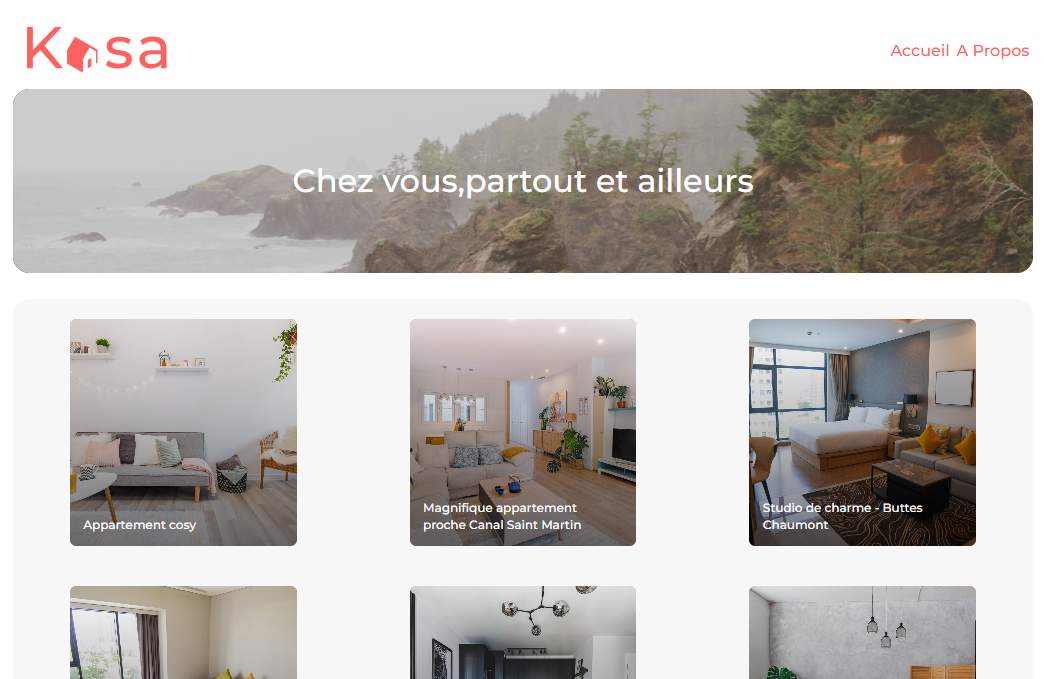 Kasa
Accueil A Propos
Chez vous,partout et ailleurs
Appartement cosy
Magnifique appartement
proche Canal Saint Martin
Studio de charme - Buttes
Chaumont